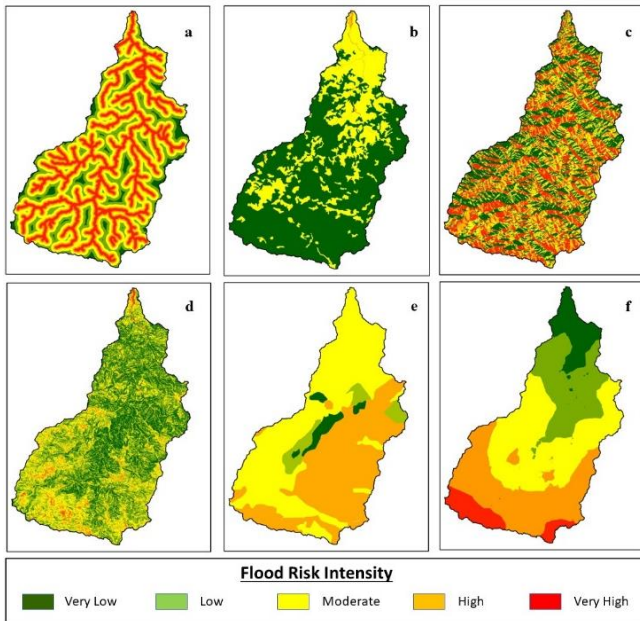 a
b
c
d
e
f
Flood Risk Intensity
Very Low
Low
Moderate
High
Very High